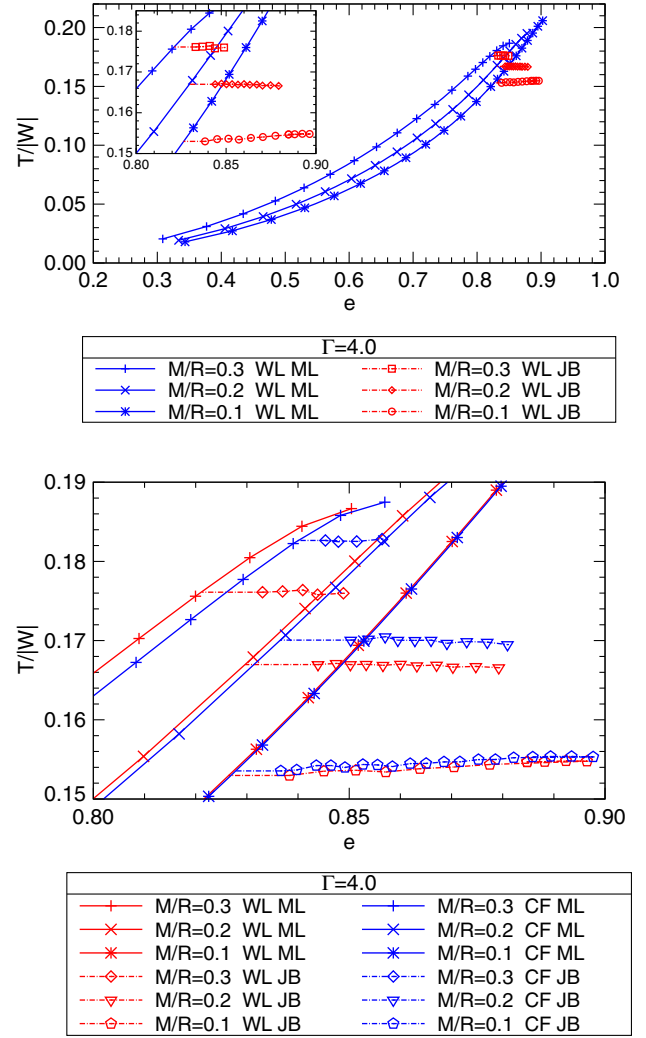 0.18
0.17
0.16
0.15
0.80
0.85
0.90
0.20
0.15
0.10
0.05
0.00
T/|W|
0.2 0.3 0.4 0.5 0.6 0.7 0.8 0.9 1.0
e
Γ=4.0
M/R=0.3 WL ML M/R=0.3 WL JB
M/R=0.2 WL ML M/R=0.2 WL JB
M/R=0.1 WL ML M/R=0.1 WL JB
0.19
0.18
0.17
0.16
0.15
T/|W|
0.80 0.85 0.90
e
Γ=4.0
M/R=0.3 WL ML M/R=0.3 CF ML
M/R=0.2 WL ML M/R=0.2 CF ML
M/R=0.1 WL ML M/R=0.1 CF ML
M/R=0.3 WL JB M/R=0.3 CF JB
M/R=0.2 WL JB M/R=0.2 CF JB
M/R=0.1 WL JB M/R=0.1 CF JB